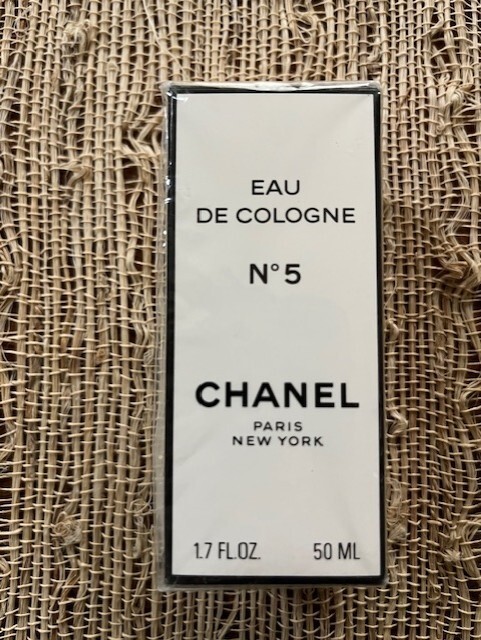 EAU
DE COLOGNE
N°5
CHANEL
PARIS
NEW YORK
1.7 FL.OZ. 50 ML